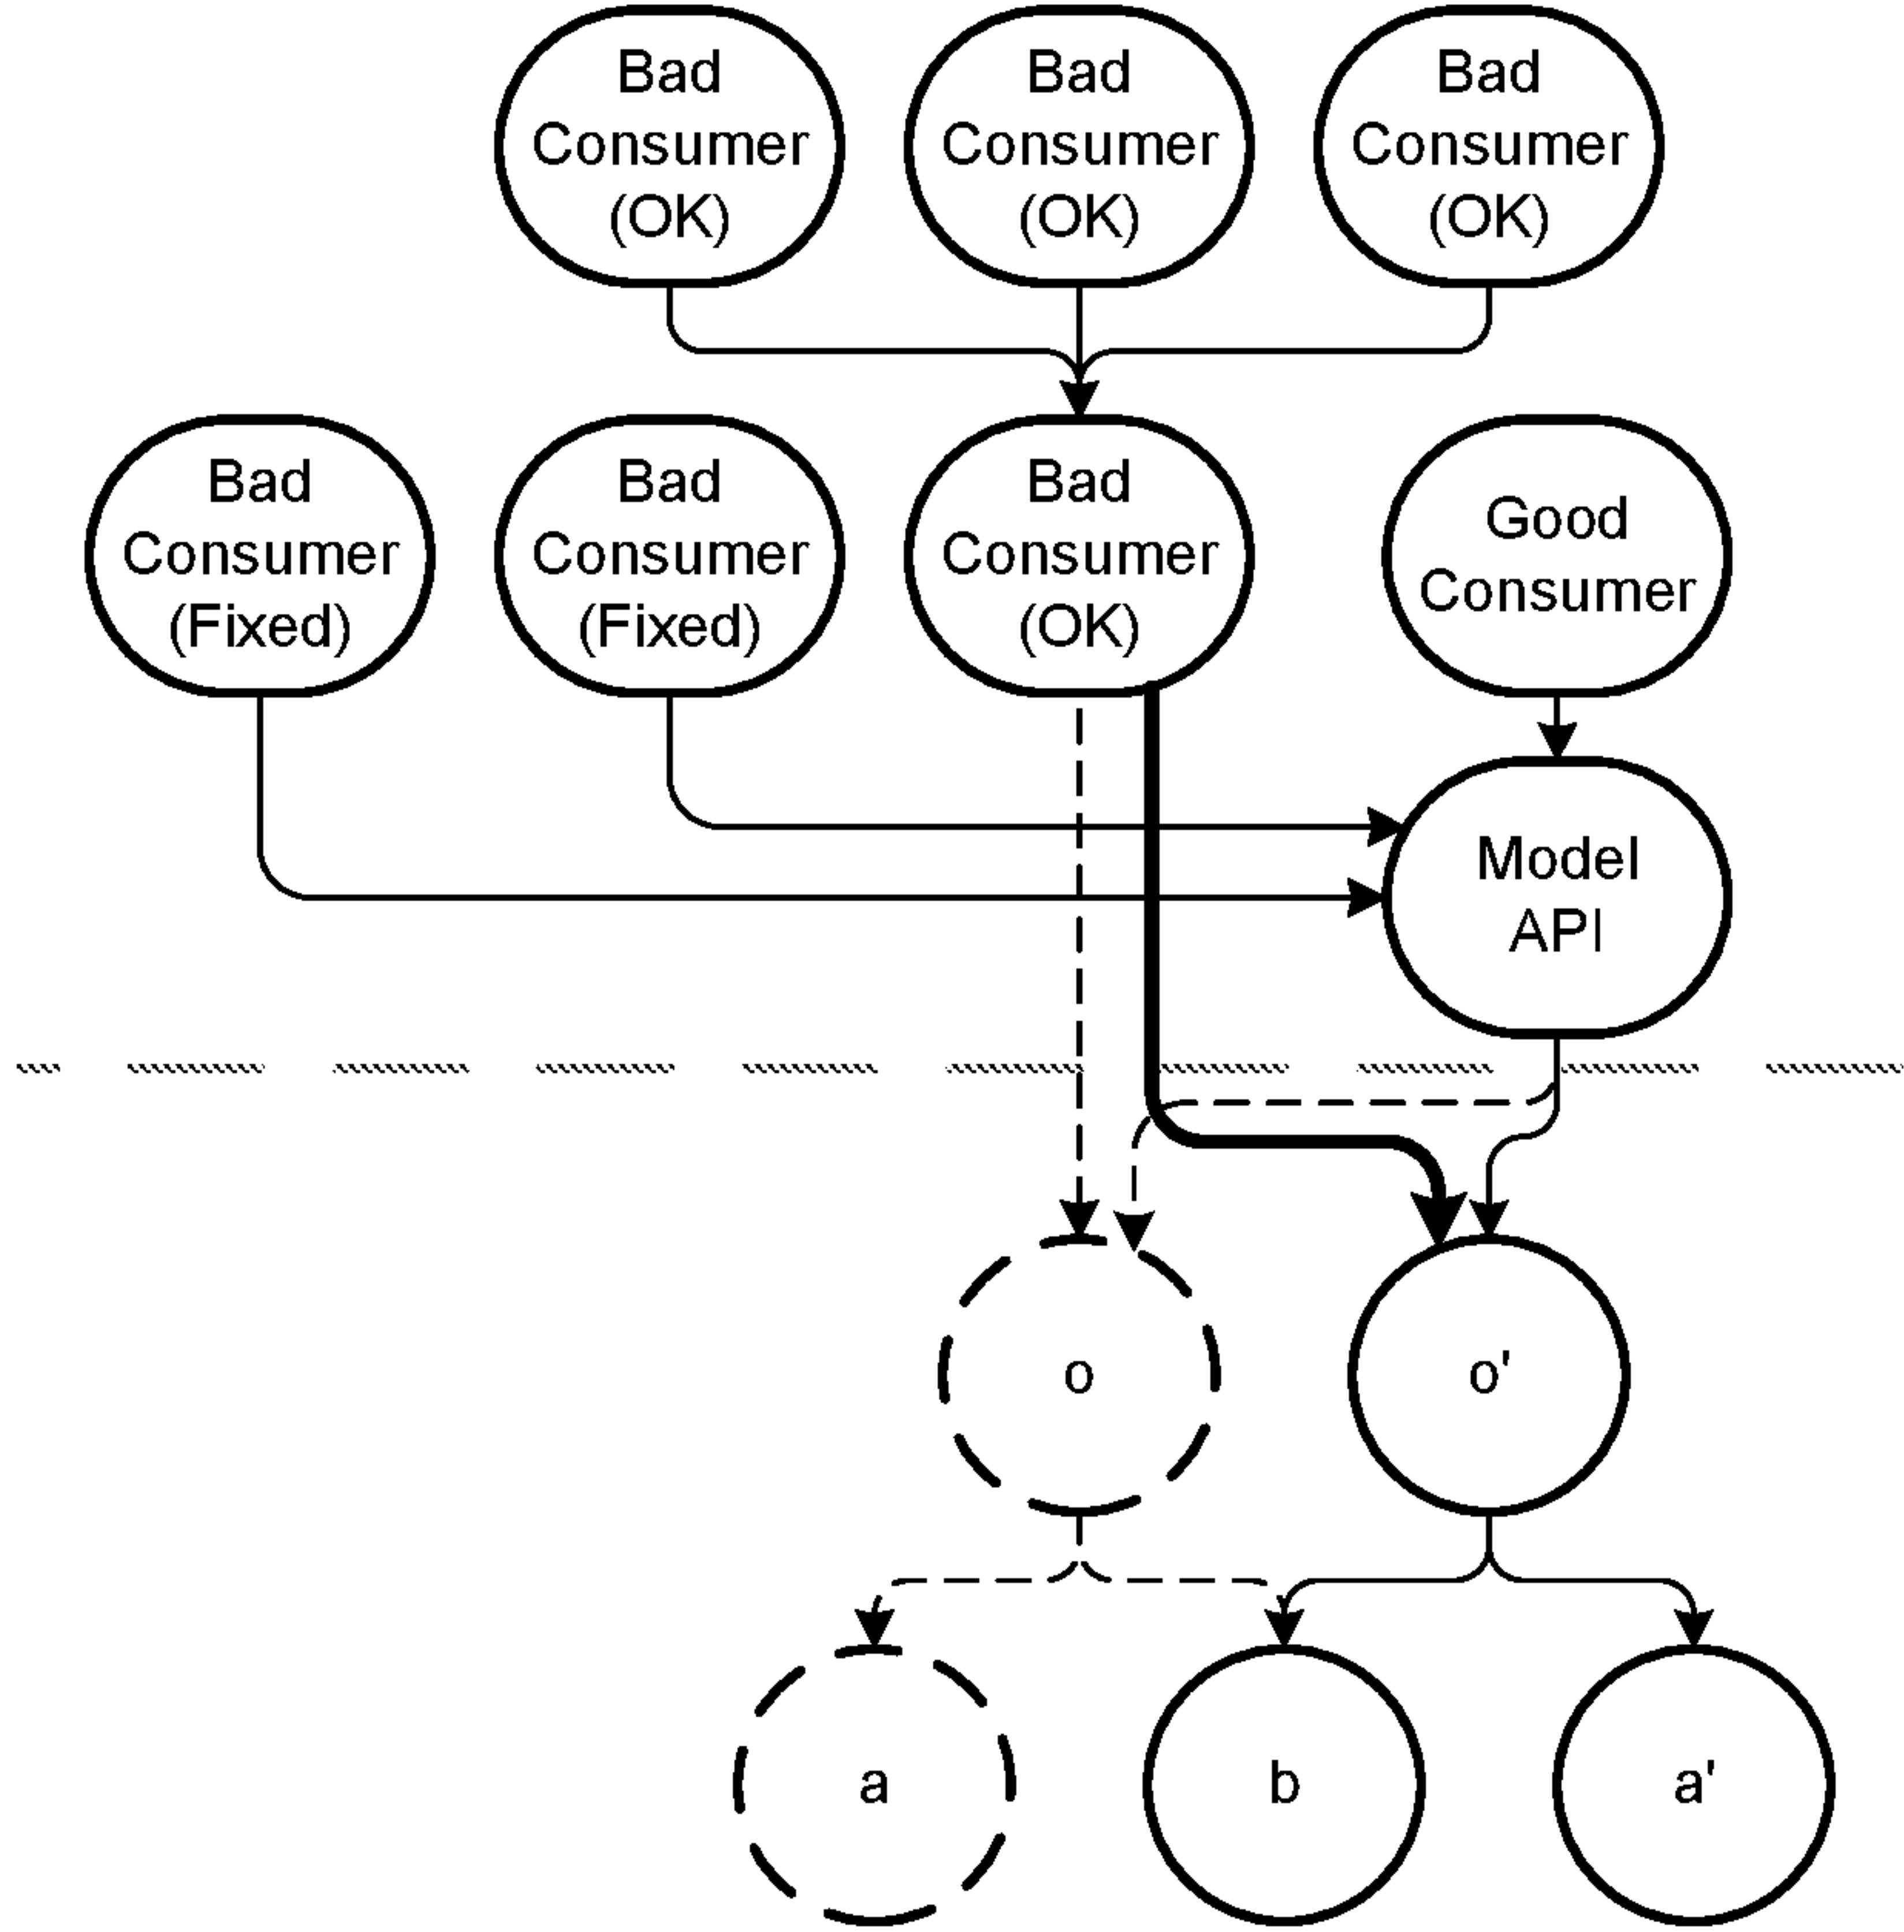 Bad
Consumer
(OK)
Bad
Consumer
(OK)
Bad
Consumer
(OK)
Bad
Consumer
(Fixed)
Bad
Consumer
(Fixed)
Bad
Consumer
(OK)
Good
Consumer
Model
API
o
o'
a
b
a'